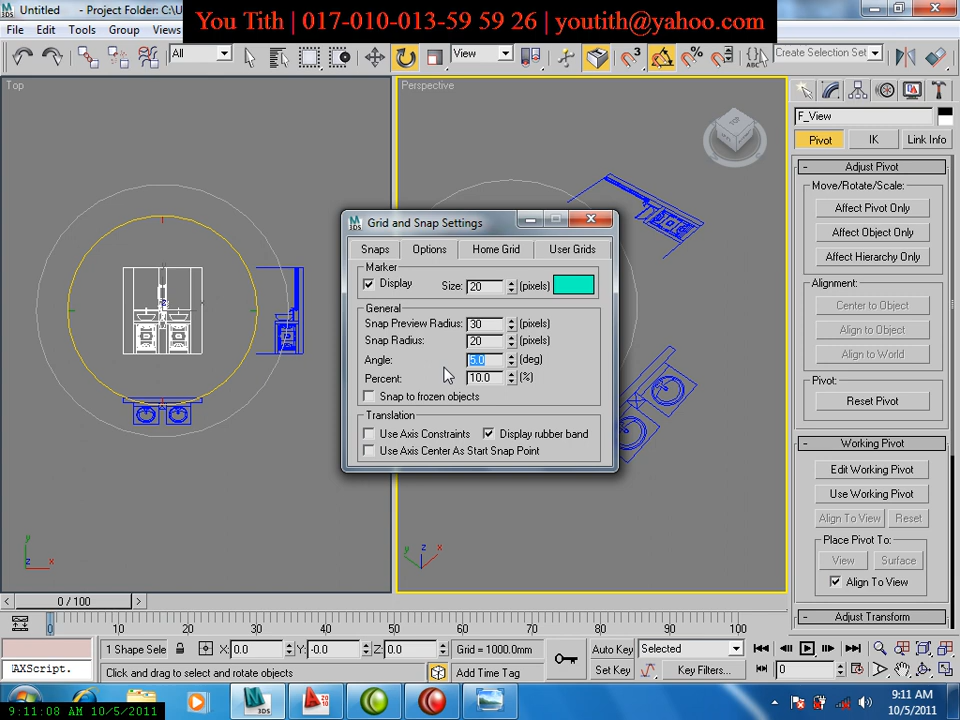 Untitled - Project Folder: C:\U
You Tith | 017-010-013-59 59 26 | youtith@yahoo.com
File Edit Tools Group Views
All
View
Create Selection Set
Top
Perspective
F_View
Pivot IK Link Info
- Adjust Pivot
Move/Rotate/Scale:
Affect Pivot Only
Affect Object Only
Affect Hierarchy Only
Alignment:
Center to Object
Align to Object
Align to World
Pivot:
Reset Pivot
- Working Pivot
Edit Working Pivot
Use Working Pivot
Align To View Reset
Place Pivot To:
View Surface
Align To View
- Adjust Transform
Grid and Snap Settings
Snaps Options Home Grid User Grids
Marker
Display Size: 20 (pixels)
General
Snap Preview Radius: 30 (pixels)
Snap Radius: 20 (pixels)
Angle: 5.0 (deg)
Percent: 10.0 (%)
Snap to frozen objects
Translation
Use Axis Constraints Display rubber band
Use Axis Center As Start Snap Point
y z x
z x
y
0 / 100
0 10 20 30 40 50 60 70 80 90 100
1 Shape Sele X: 0.0 Y: -0.0 Z: 0.0 Grid = 1000.0mm Auto Key Selected
AXScript. Click and drag to select and rotate objects Add Time Tag Set Key Key Filters... 0
9:11:08 AM 10/5/2011
9:11 AM
10/5/2011